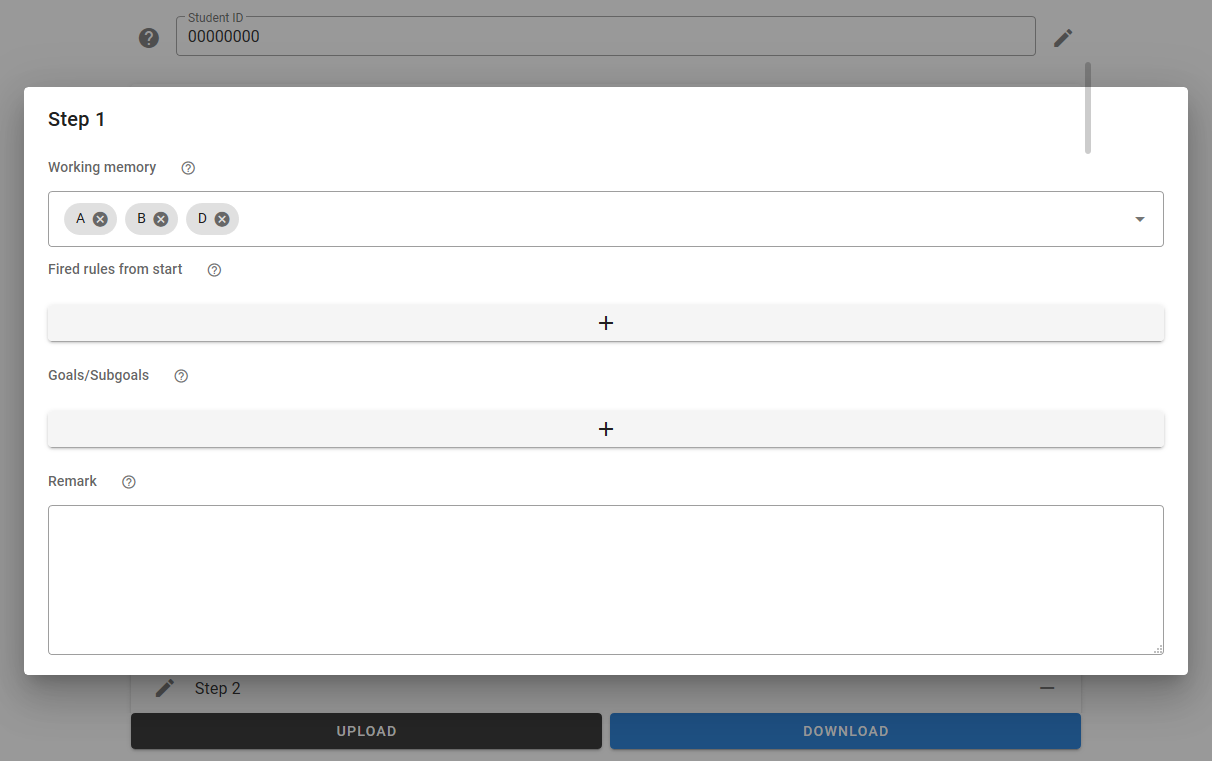 Student ID
00000000
Step 1
Working memory
A B D
Fired rules from start
+
Goals/Subgoals
+
Remark
Step 2
UPLOAD DOWNLOAD